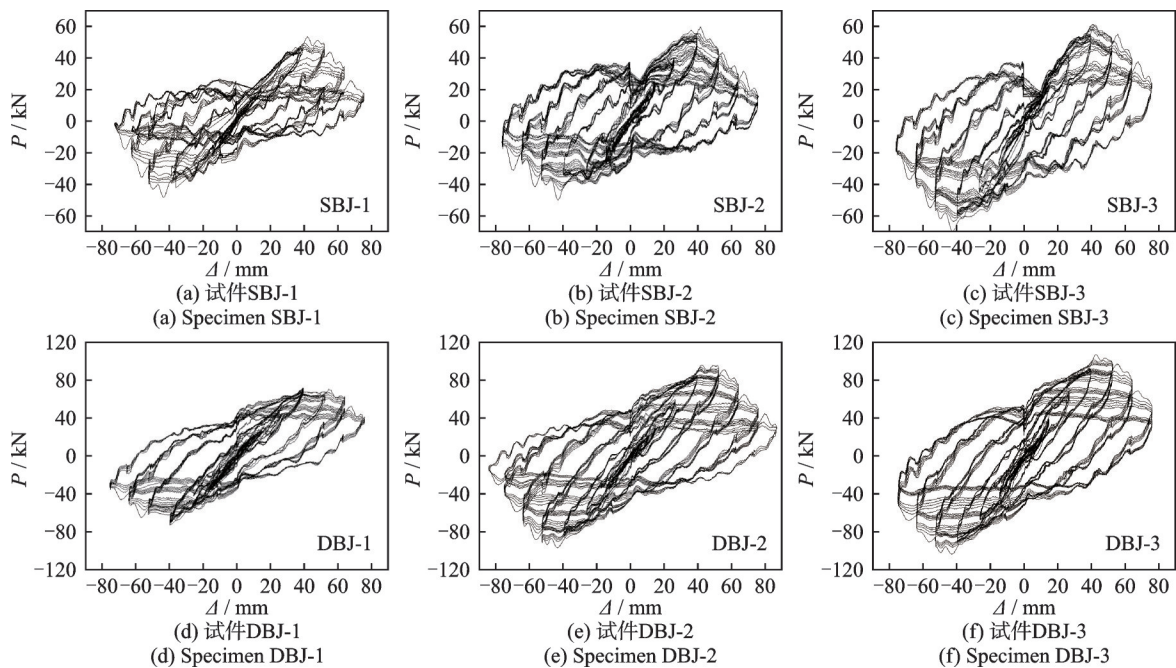 P / kN
60
40
20
0
−20
−40
−60
SBJ-1
−80 −60 −40 −20 0 20 40 60 80
Δ / mm
(a) 试件SBJ-1
(a) Specimen SBJ-1
P / kN
60
40
20
0
−20
−40
−60
SBJ-2
−80 −60 −40 −20 0 20 40 60 80
Δ / mm
(b) 试件SBJ-2
(b) Specimen SBJ-2
P / kN
60
40
20
0
−20
−40
−60
SBJ-3
−80 −60 −40 −20 0 20 40 60 80
Δ / mm
(c) 试件SBJ-3
(c) Specimen SBJ-3
P / kN
120
80
40
0
−40
−80
−120
DBJ-1
−80 −60 −40 −20 0 20 40 60 80
Δ / mm
(d) 试件DBJ-1
(d) Specimen DBJ-1
P / kN
120
80
40
0
−40
−80
−120
DBJ-2
−80 −60 −40 −20 0 20 40 60 80
Δ / mm
(e) 试件DBJ-2
(e) Specimen DBJ-2
P / kN
120
80
40
0
−40
−80
−120
DBJ-3
−80 −60 −40 −20 0 20 40 60 80
Δ / mm
(f) 试件DBJ-3
(f) Specimen DBJ-3